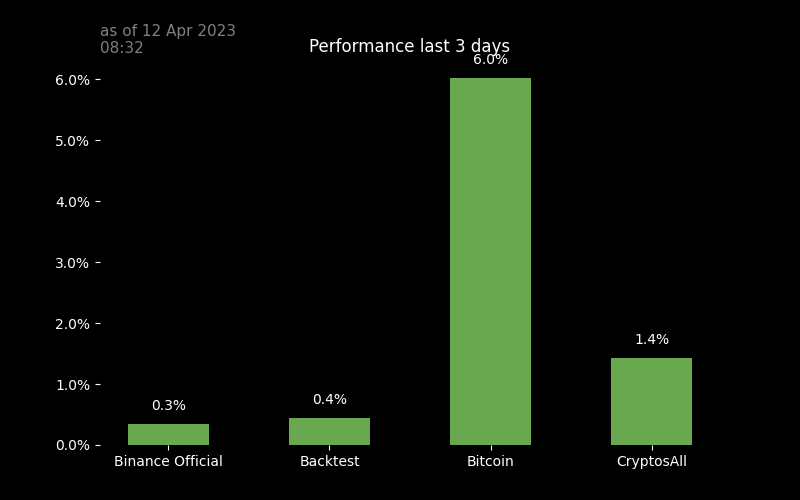 as of 12 Apr 2023
08:32
Performance last 3 days
6.0%
6.0%
5.0%
4.0%
3.0%
2.0%
1.4%
1.0%
0.4%
0.3%
0.0%
Binance Official
Backtest
Bitcoin
CryptosAll